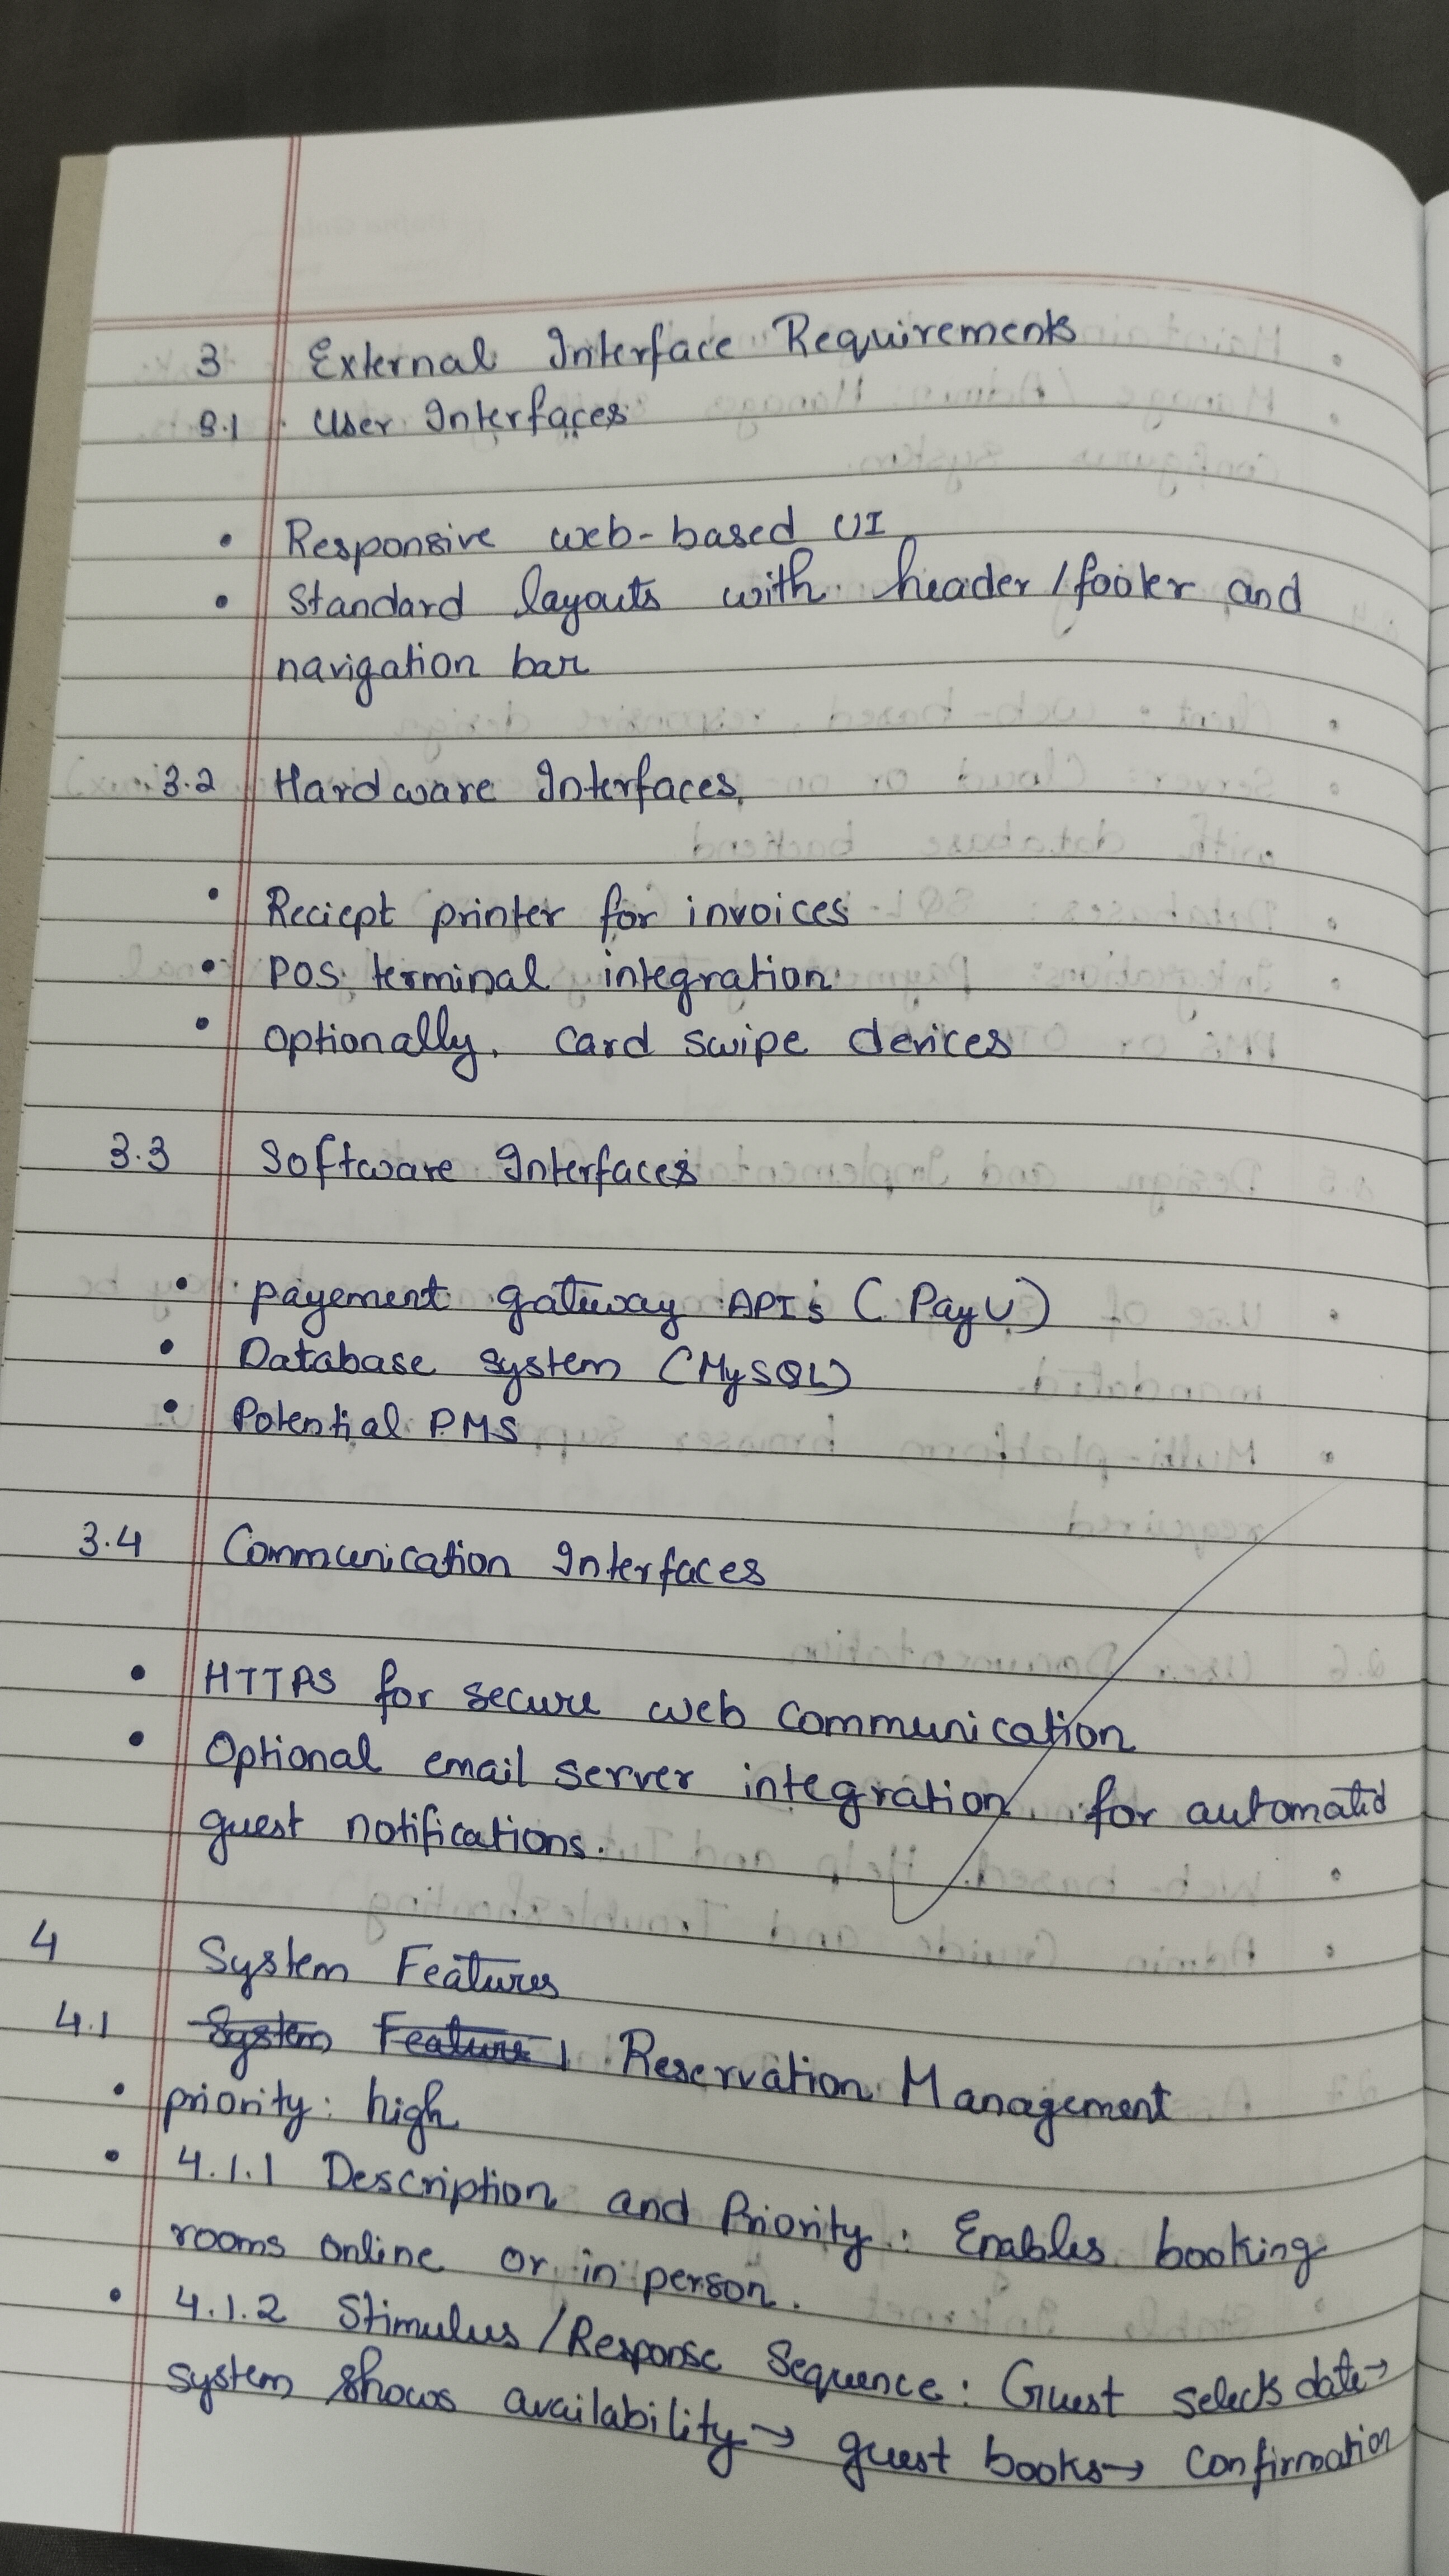 3 External Interface Requirements
3.1 User Interfaces
• Responsive web-based UI
• Standard layouts with header/footer and
navigation bar
3.2 Hardware Interfaces
• Reciept printer for invoices
• POS terminal integration
• Optionally, card swipe devices
3.3 Software Interfaces
• Payement gateway APIs (PayU)
• Database system (MySQL)
• Potential PMS
3.4 Communication Interfaces
• HTTPS for secure web communication
• Optional email server integration for automated
guest notifications.
4 System Features
4.1 System Feature 1 Reservation Management
• priority: high
• 4.1.1 Description and Priority: Enables booking
rooms online or in person.
• 4.1.2 Stimulus/Response Sequence: Guest selects date→
system shows availability→ guest books→ Confirmation